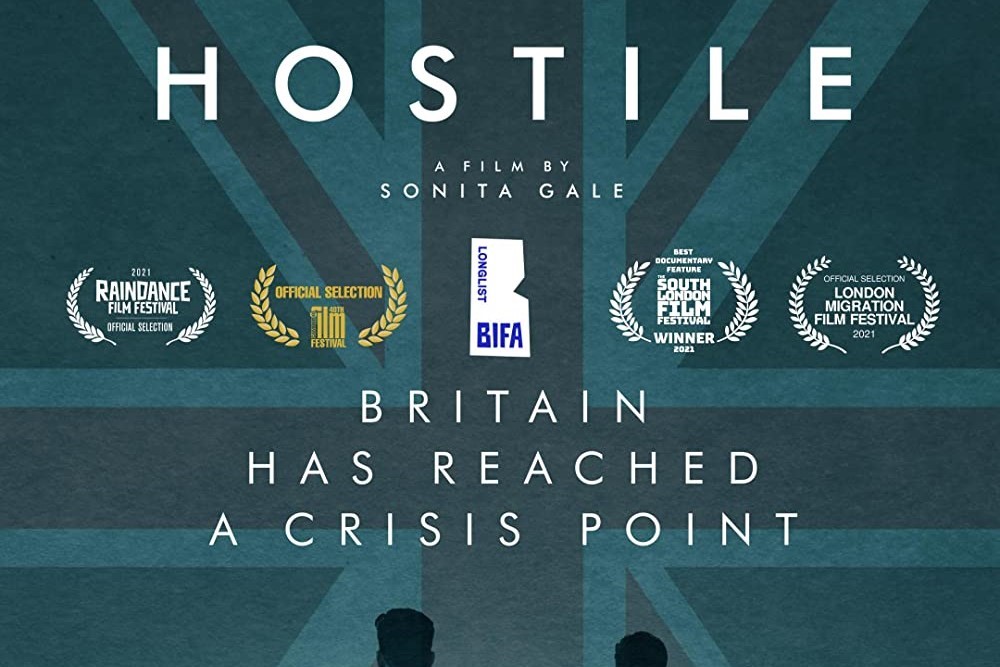 HOSTILE
A FILM BY
SONITA GALE
2021
RAINDANCE
FILM FESTIVAL
OFFICIAL SELECTION
OFFICIAL SELECTION
film
FESTIVAL
LONGLIST
BIFA
BEST
DOCUMENTARY
FEATURE
THE
SOUTH
LONDON
FILM
FESTIVAL
WINNER
2021
OFFICIAL SELECTION
LONDON
MIGRATION
FILM FESTIVAL
2021
BRITAIN
HAS REACHED
A CRISIS POINT